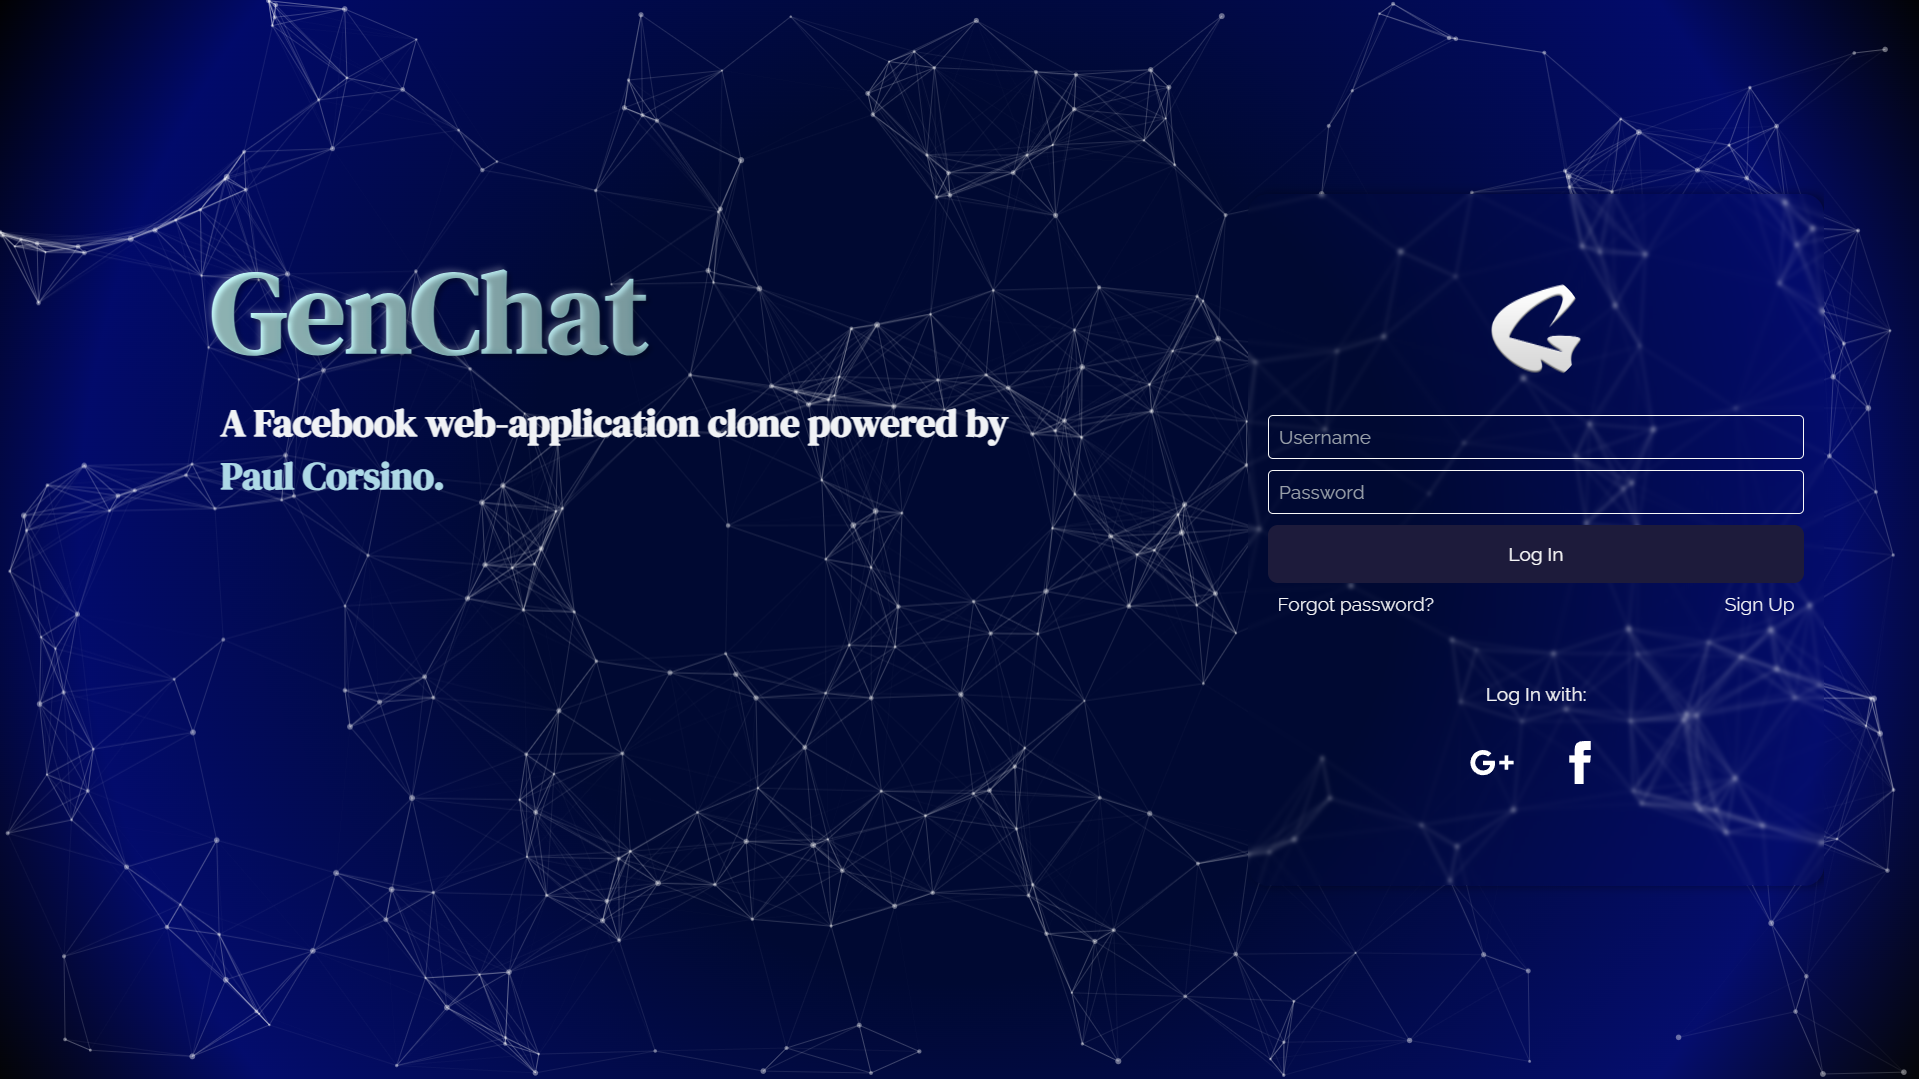 GenChat
A Facebook web-application clone powered by
Paul Corsino.
Username
Password
Log In
Forgot password?
Sign Up
Log In with:
G+
f